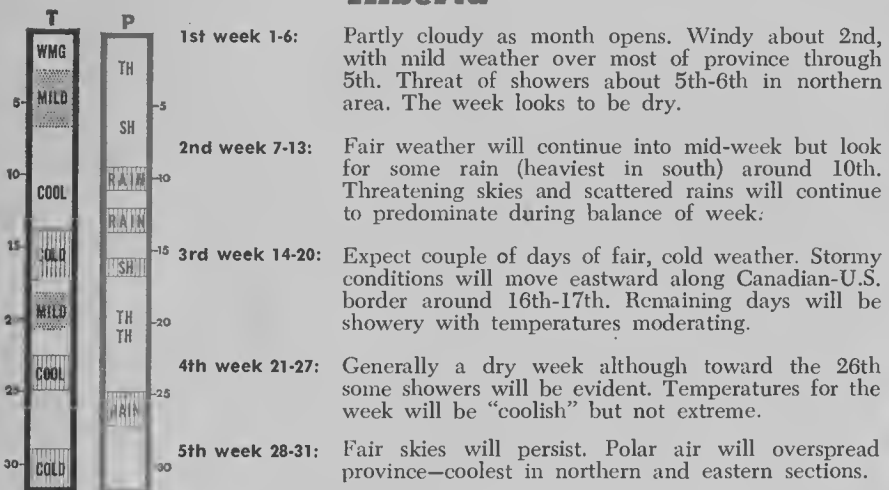 Alberta
T
P
WMG
MILD
COOL
COLD
MILD
COOL
COLD
5-
10-
15
2
25
30-
TH
SH
RAIN
RAIN
SH
TH
TH
RAIN
-5
-10
-15
-20
-25
30
1st week 1-6: Partly cloudy as month opens. Windy about 2nd,
with mild weather over most of province through
5th. Threat of showers about 5th-6th in northern
area. The week looks to be dry.
2nd week 7-13: Fair weather will continue into mid-week but look
for some rain (heaviest in south) around 10th.
Threatening skies and scattered rains will continue
to predominate during balance of week.
3rd week 14-20: Expect couple of days of fair, cold weather. Stormy
conditions will move eastward along Canadian-U.S.
border around 16th-17th. Remaining days will be
showery with temperatures moderating.
4th week 21-27: Generally a dry week although toward the 26th
some showers will be evident. Temperatures for the
week will be "coolish" but not extreme.
5th week 28-31: Fair skies will persist. Polar air will overspread
province—coolest in northern and eastern sections.